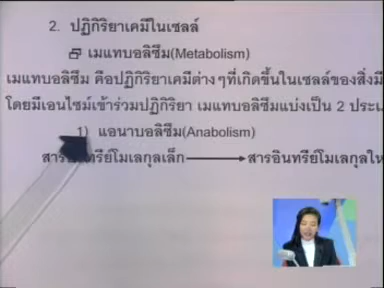 2. ปฏิกิริยาเคมีในเซลล์
เมแทบอลิซึม(Metabolism)
เมแทบอลิซึม คือปฏิกิริยาเคมีต่างๆที่เกิดขึ้นในเซลล์ของสิ่งมี
โดยมีเอนไซม์เข้าร่วมปฏิกิริยา เมแทบอลิซึมแบ่งเป็น 2 ประเ
1) แอนาบอลิซึม(Anabolism)
สารอินทรีย์โมเลกุลเล็ก สารอินทรีย์โมเลกุลให